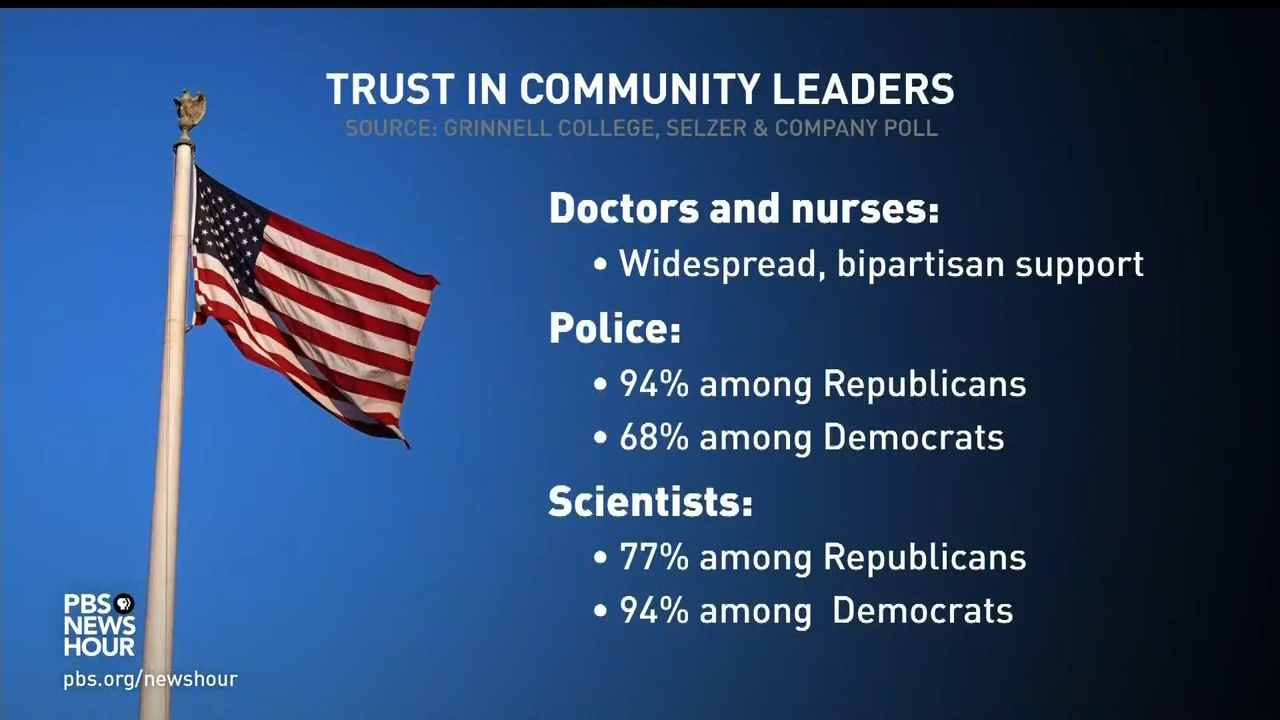 TRUST IN COMMUNITY LEADERS
SOURCE: GRINNELL COLLEGE, SELZER & COMPANY POLL
Doctors and nurses:
• Widespread, bipartisan support
Police:
• 94% among Republicans
• 68% among Democrats
Scientists:
• 77% among Republicans
• 94% among Democrats
PBS
NEWS
HOUR
pbs.org/newshour